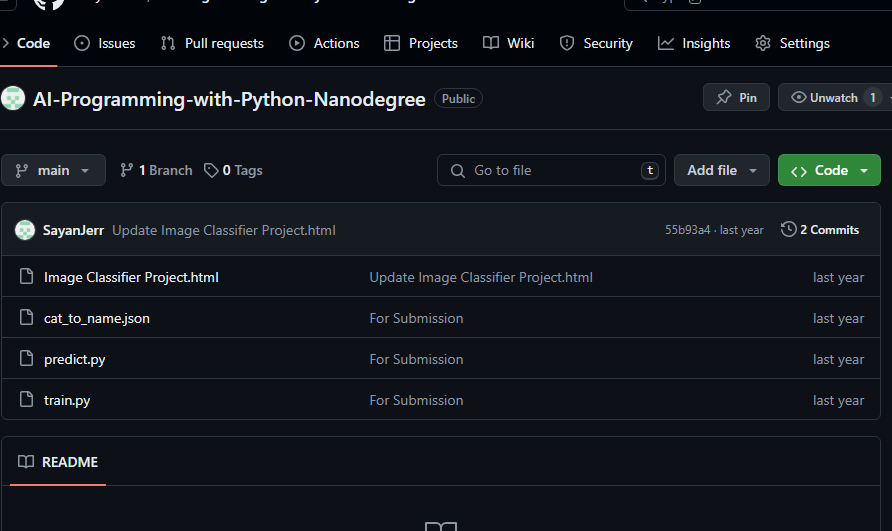 Code Issues Pull requests Actions Projects Wiki Security Insights Settings
AI-Programming-with-Python-Nanodegree Public Pin Unwatch 1
main 1 Branch 0 Tags Go to file t Add file Code
SayanJerr Update Image Classifier Project.html 55b93a4 · last year 2 Commits
Image Classifier Project.html Update Image Classifier Project.html last year
cat_to_name.json For Submission last year
predict.py For Submission last year
train.py For Submission last year
README